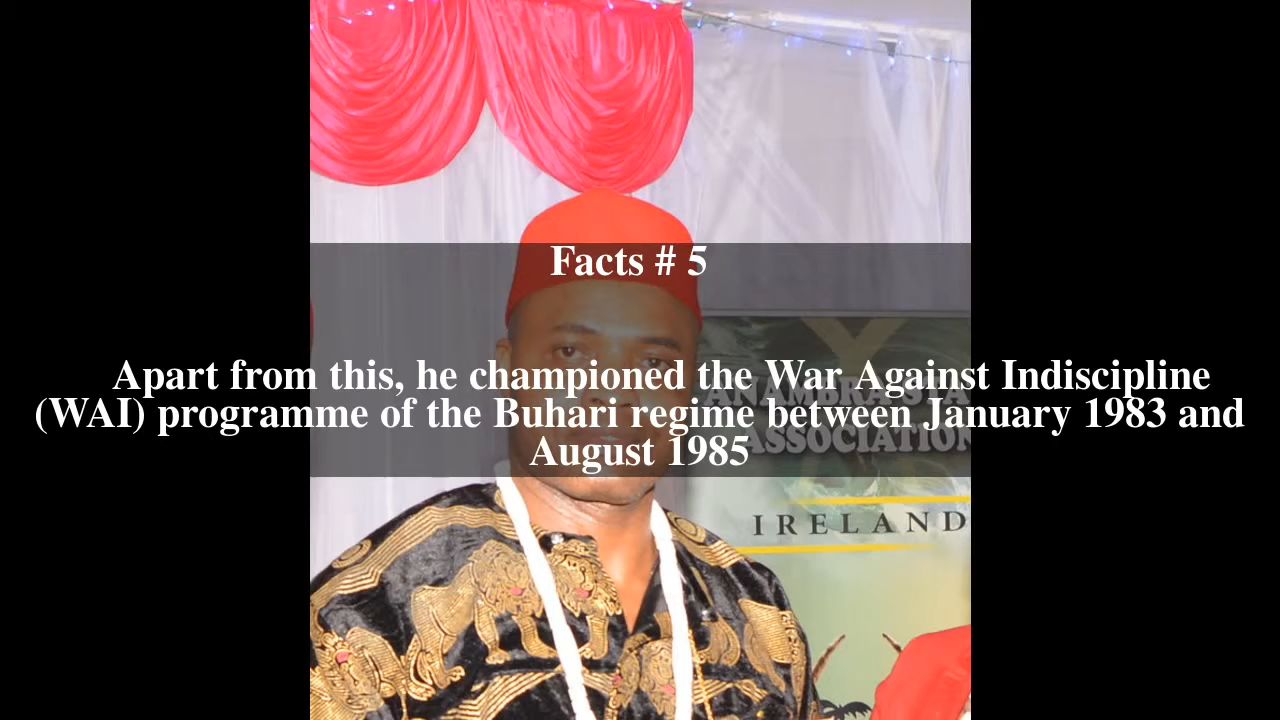 Facts # 5
Apart from this, he championed the War Against Indiscipline
(WAI) programme of the Buhari regime between January 1983 and
August 1985
ASSOCIATION
IRELAND